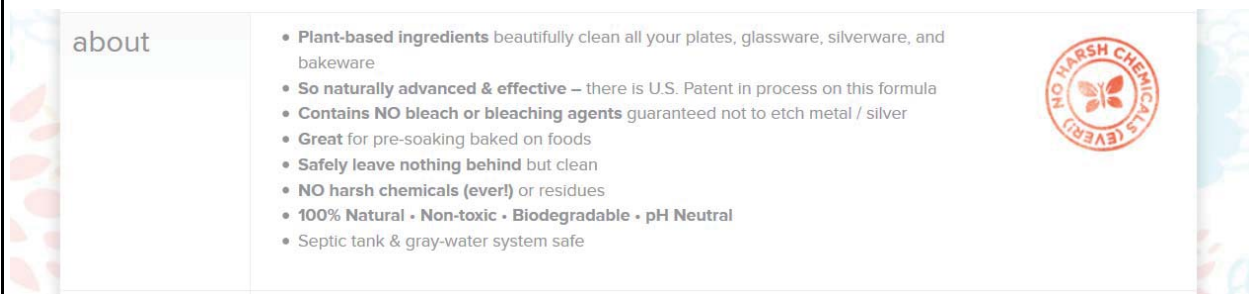 about
• Plant-based ingredients beautifully clean all your plates, glassware, silverware, and
bakeware
• So naturally advanced & effective – there is U.S. Patent in process on this formula
• Contains NO bleach or bleaching agents guaranteed not to etch metal / silver
• Great for pre-soaking baked on foods
• Safely leave nothing behind but clean
• NO harsh chemicals (ever!) or residues
• 100% Natural • Non-toxic • Biodegradable • pH Neutral
• Septic tank & gray-water system safe
NO HARSH CHEMICALS (EVER!)